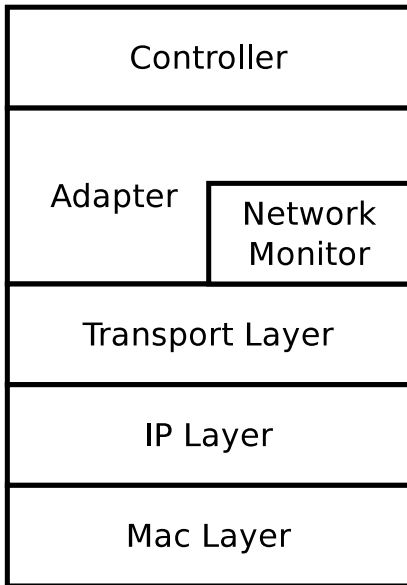 Controller
Adapter
Network
Monitor
Transport Layer
IP Layer
Mac Layer